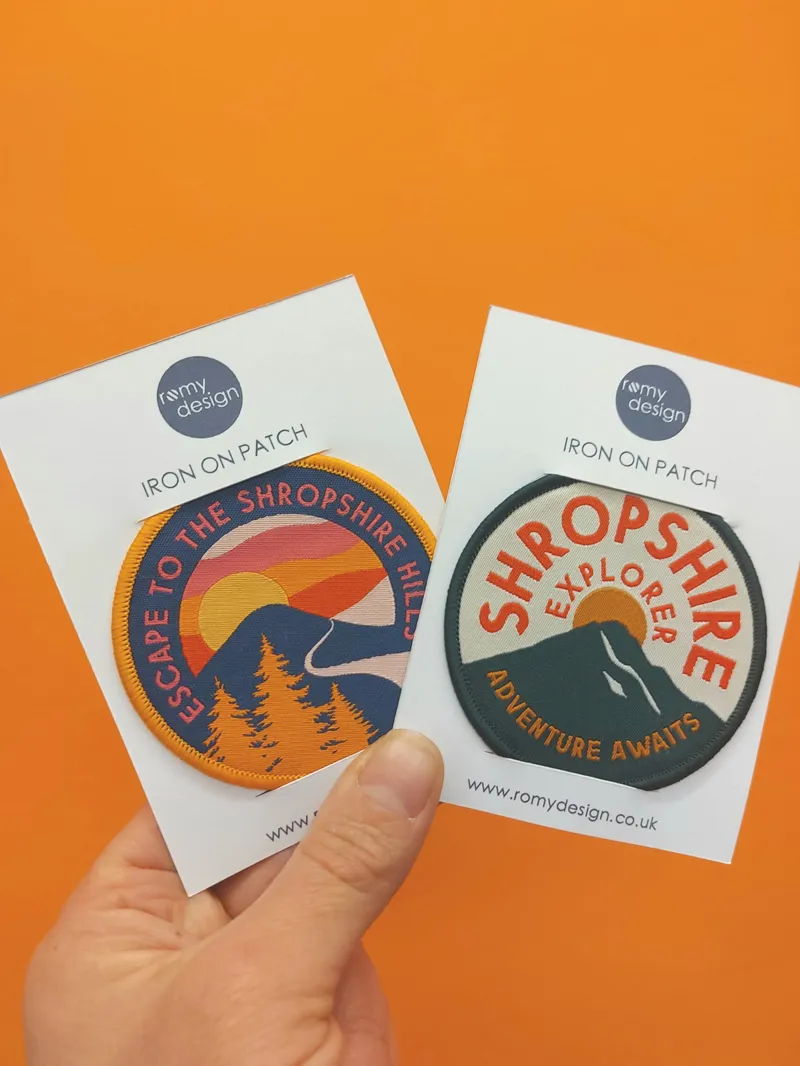 romy
design
IRON ON PATCH
ESCAPE TO THE SHROPSHIRE HILLS
www.
romy
design
IRON ON PATCH
SHROPSHIRE
EXPLORER
ADVENTURE AWAITS
www.romydesign.co.uk